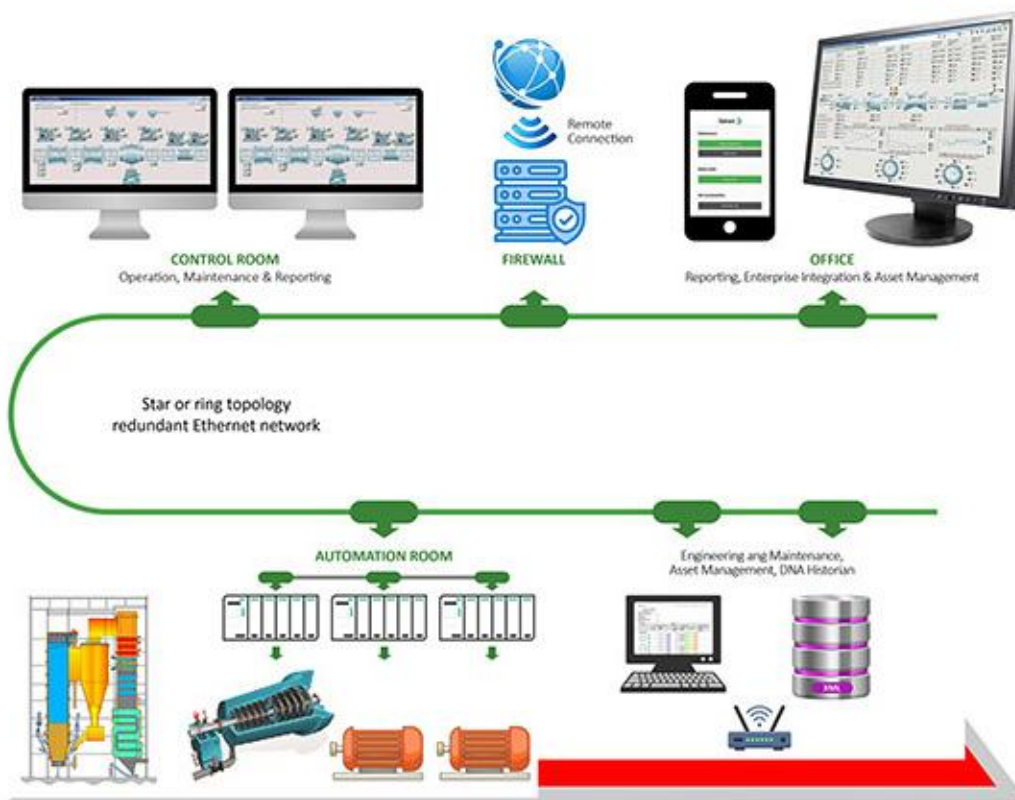 Remote
Connection
CONTROL ROOM
Operation, Maintenance & Reporting
FIREWALL
OFFICE
Reporting, Enterprise Integration & Asset Management
Star or ring topology
redundant Ethernet network
AUTOMATION ROOM
Engineering ang Maintenance,
Asset Management, DNA Historian